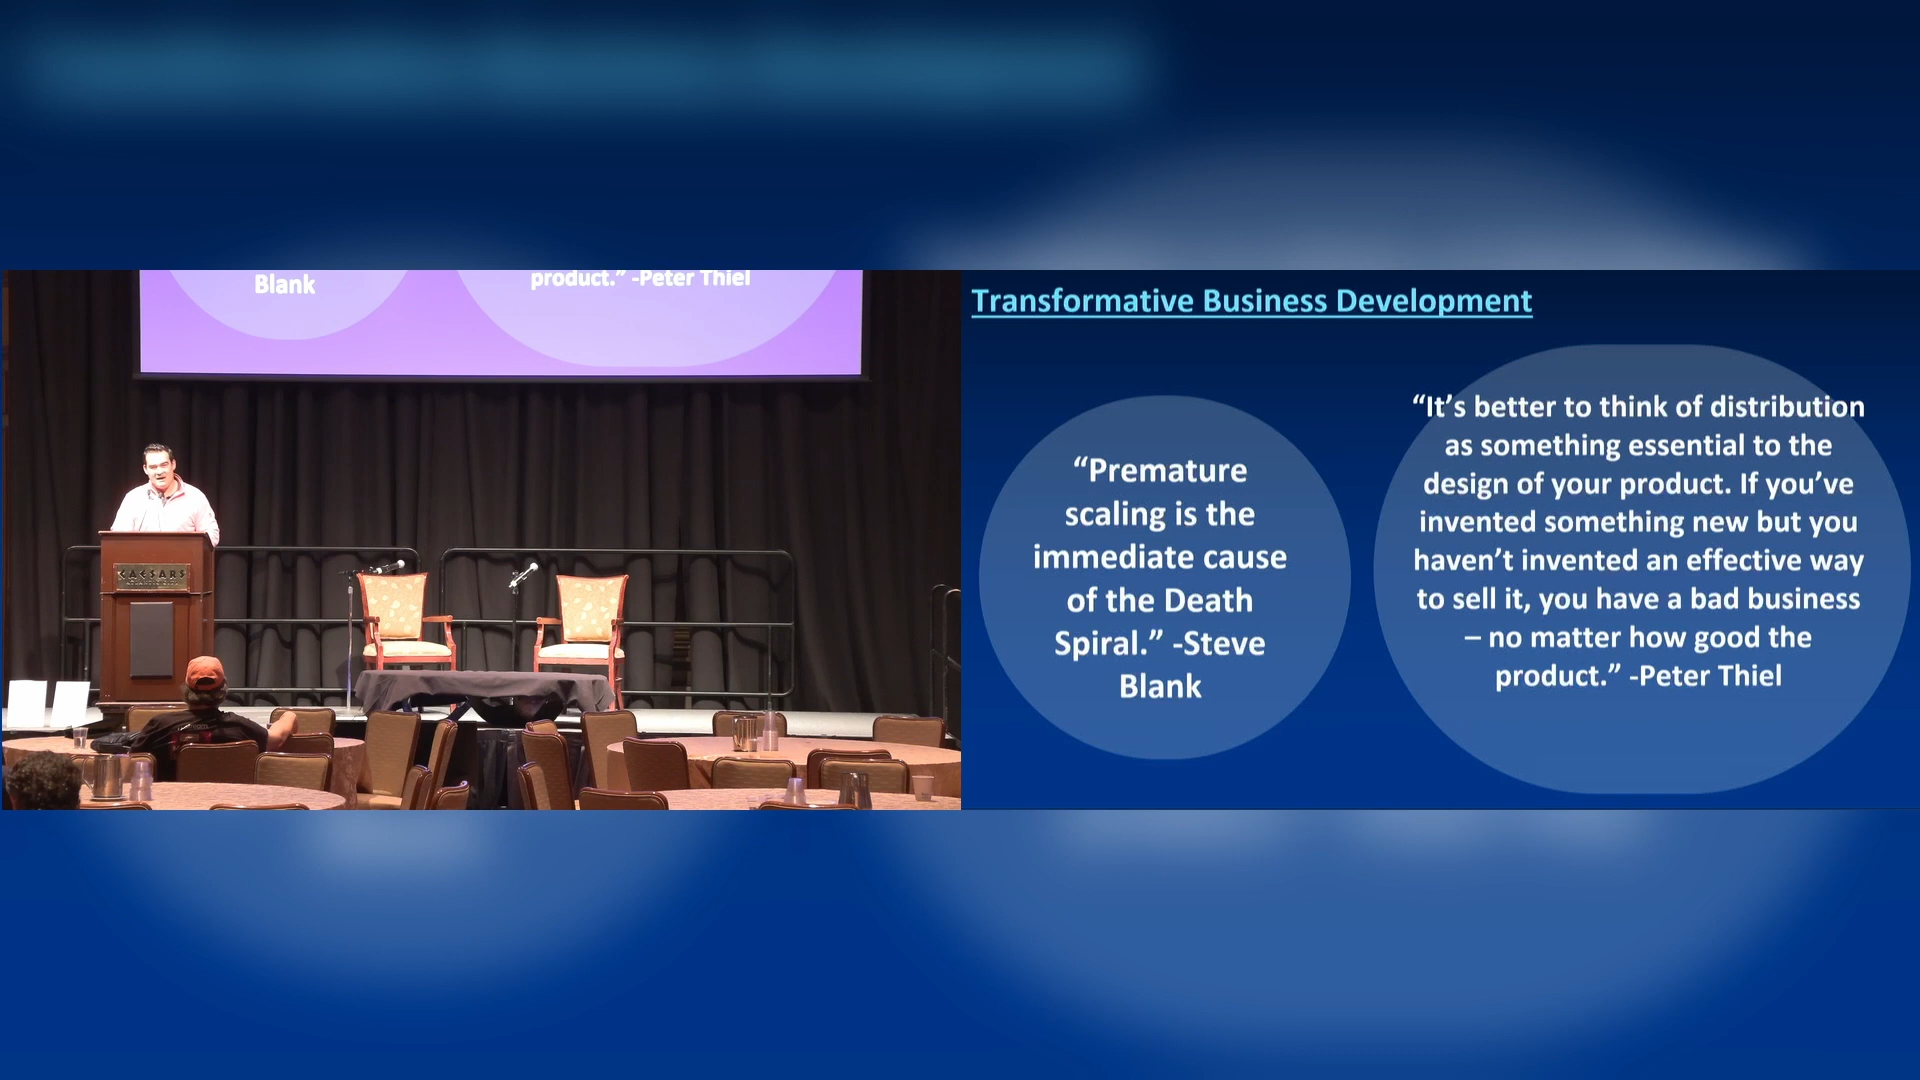 Blank
product.” -Peter Thiel
CAESARS
Transformative Business Development
“Premature
scaling is the
immediate cause
of the Death
Spiral.” -Steve
Blank
“It’s better to think of distribution
as something essential to the
design of your product. If you’ve
invented something new but you
haven’t invented an effective way
to sell it, you have a bad business
– no matter how good the
product.” -Peter Thiel